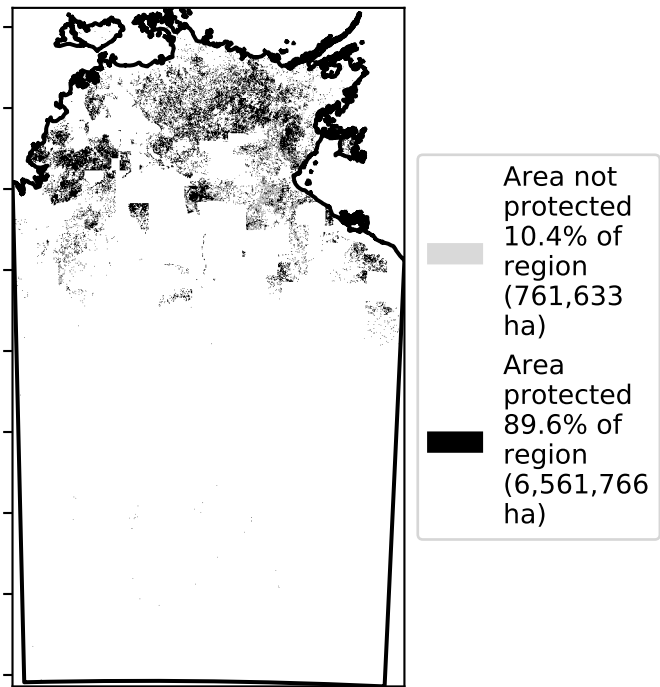 Area not
protected
10.4% of
region
(761,633
ha)
Area
protected
89.6% of
region
(6,561,766
ha)